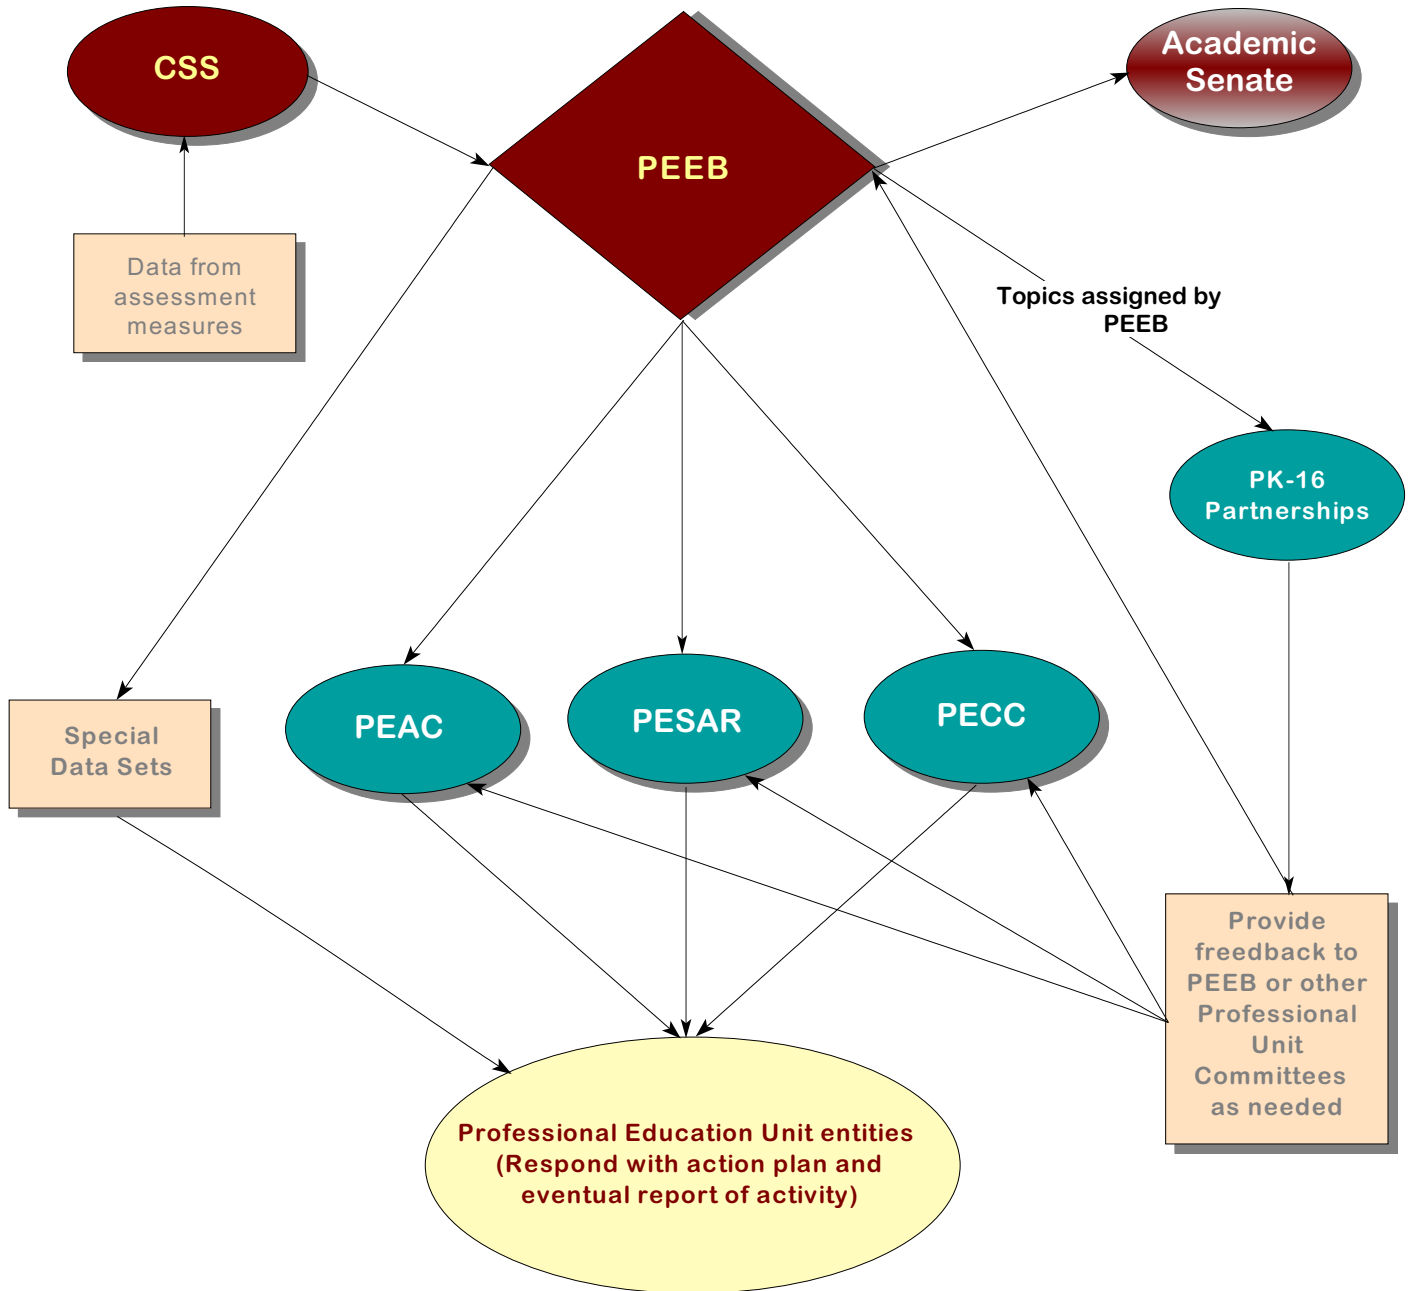 CSS
PEEB
Academic
Senate
Data from
assessment
measures
Topics assigned by
PEEB
PK-16
Partnerships
Special
Data Sets
PEAC
PESAR
PECC
Provide
freedback to
PEEB or other
Professional
Unit
Committees
as needed
Professional Education Unit entities
(Respond with action plan and
eventual report of activity)